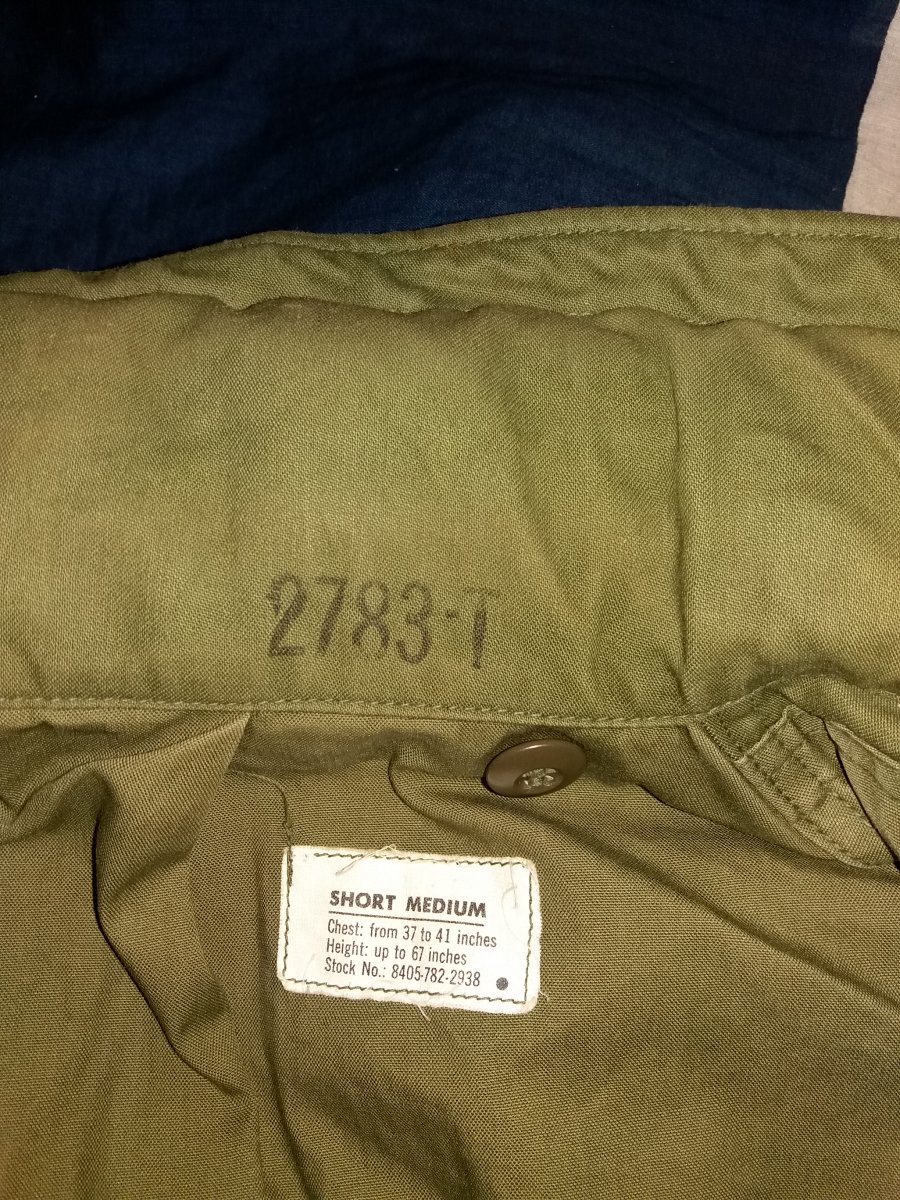 2783-T
SHORT MEDIUM
Chest: from 37 to 41 inches
Height: up to 67 inches
Stock No.: 8405-782-2938